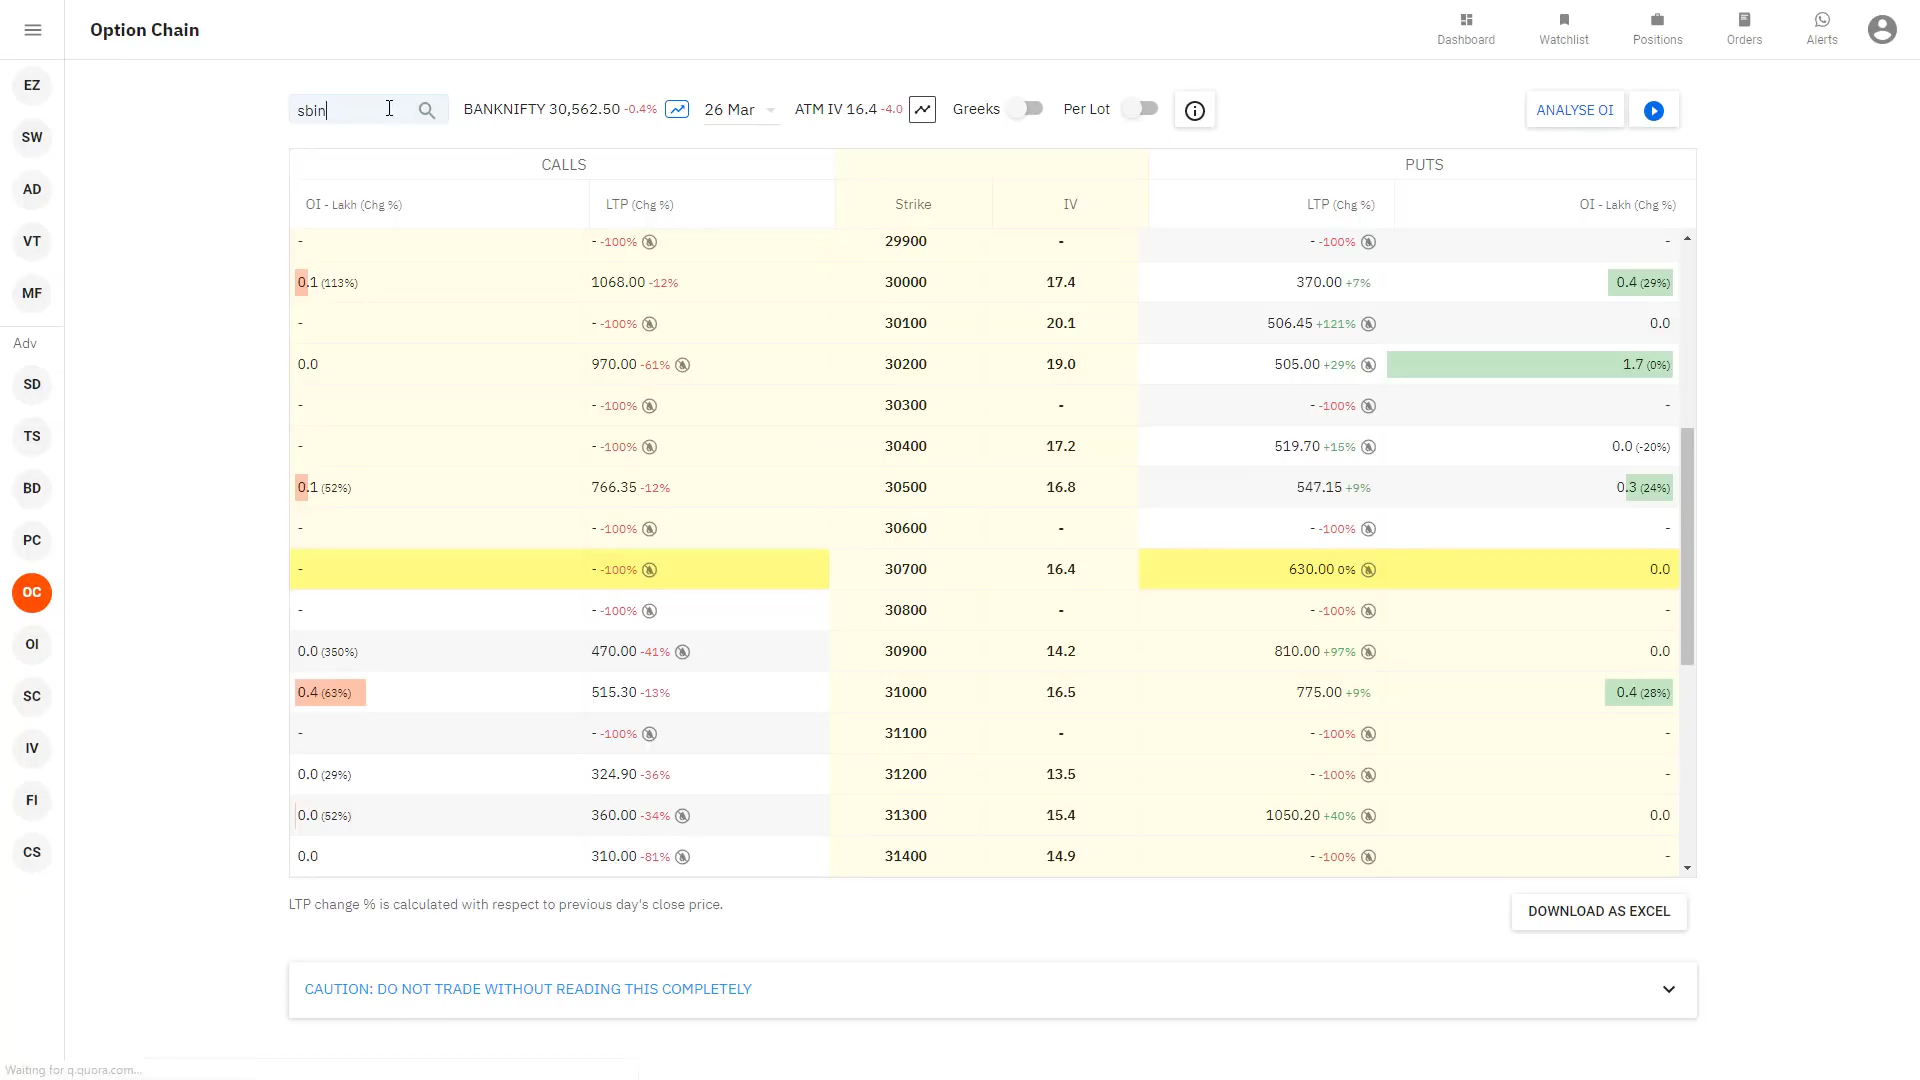 Option Chain
Dashboard
Watchlist
Positions
Orders
Alerts
EZ
SW
AD
VT
MF
Adv
SD
TS
BD
PC
OC
OI
SC
IV
FI
CS
sbin
BANKNIFTY 30,562.50 -0.4%
26 Mar
ATM IV 16.4 -4.0
Greeks
Per Lot
ANALYSE OI
CALLS PUTS
OI - Lakh (Chg %) LTP (Chg %) Strike IV LTP (Chg %) OI - Lakh (Chg %)
- - -100% 29900 - - -100% -
0.1 (113%) 1068.00 -12% 30000 17.4 370.00 +7% 0.4 (29%)
- - -100% 30100 20.1 506.45 +121% 0.0
0.0 970.00 -61% 30200 19.0 505.00 +29% 1.7 (0%)
- - -100% 30300 - - -100% -
- - -100% 30400 17.2 519.70 +15% 0.0 (-20%)
0.1 (52%) 766.35 -12% 30500 16.8 547.15 +9% 0.3 (24%)
- - -100% 30600 - - -100% -
- - -100% 30700 16.4 630.00 0% 0.0
- - -100% 30800 - - -100% -
0.0 (350%) 470.00 -41% 30900 14.2 810.00 +97% 0.0
0.4 (63%) 515.30 -13% 31000 16.5 775.00 +9% 0.4 (28%)
- - -100% 31100 - - -100% -
0.0 (29%) 324.90 -36% 31200 13.5 - -100% -
0.0 (52%) 360.00 -34% 31300 15.4 1050.20 +40% 0.0
0.0 310.00 -81% 31400 14.9 - -100% -
LTP change % is calculated with respect to previous day's close price.
DOWNLOAD AS EXCEL
CAUTION: DO NOT TRADE WITHOUT READING THIS COMPLETELY
Waiting for q.quora.com...